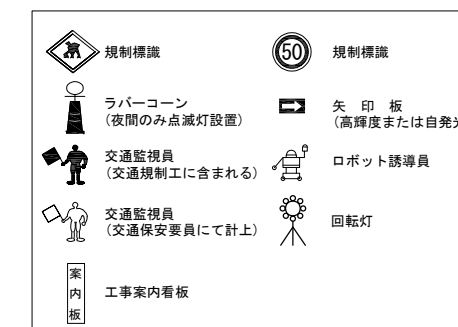 規制標識
50 規制標識
ラバーコーン
(夜間のみ点滅灯設置)
矢 印 板
(高輝度または自発光
交通監視員
(交通規制工に含まれる)
ロボット誘導員
交通監視員
(交通保安要員にて計上)
回転灯
案内板
工事案内看板